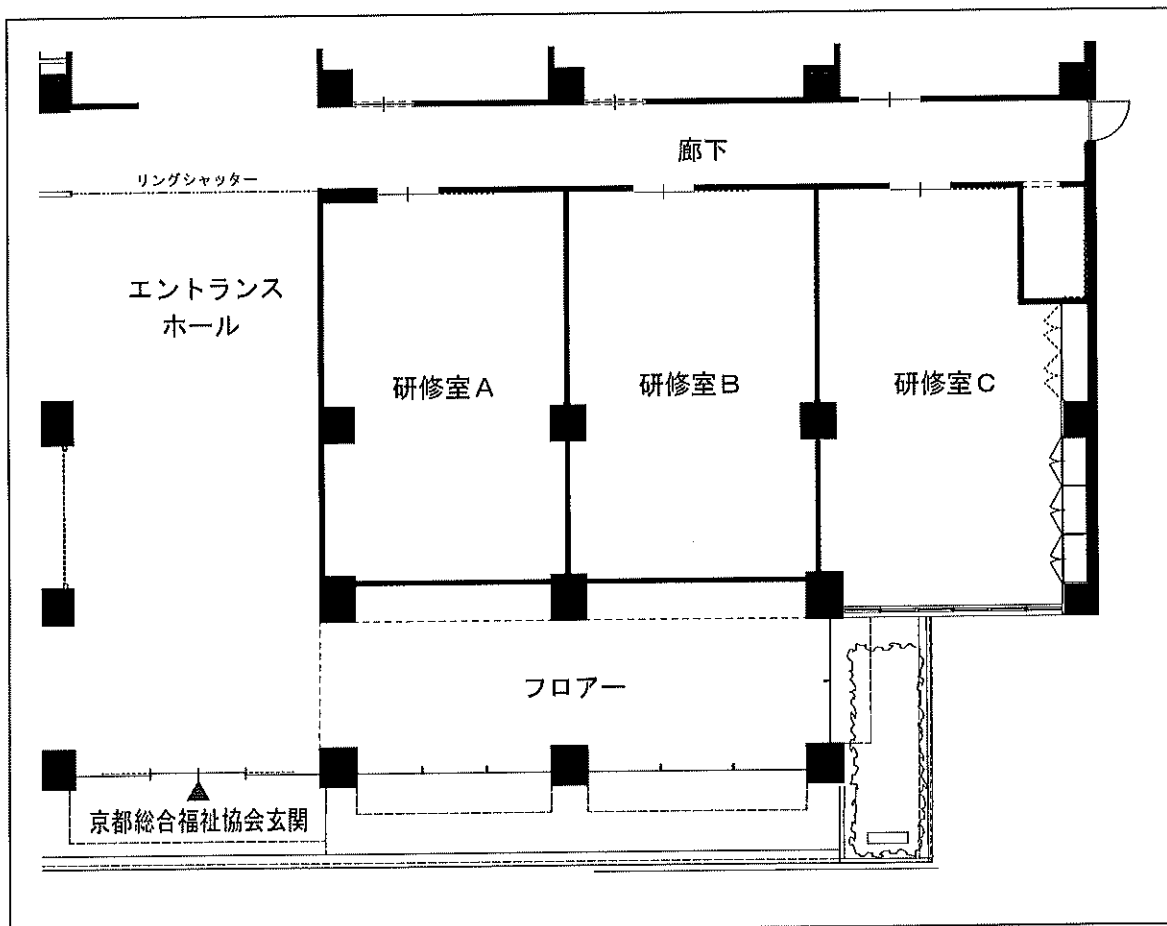 廊下
リングシャッター
エントランス
ホール
研修室A
研修室B
研修室C
フロアー
京都総合福祉協会玄関